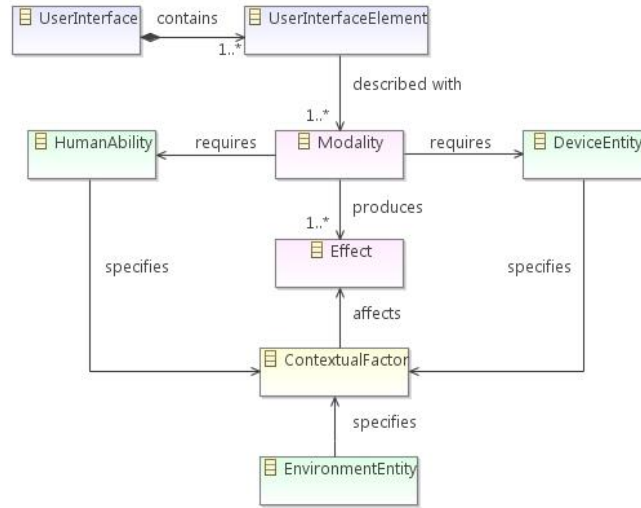 UserInterface
contains
1..*
UserInterfaceElement
described with
1..*
HumanAbility
requires
Modality
requires
DeviceEntity
produces
1..*
Effect
specifies
specifies
affects
ContextualFactor
specifies
EnvironmentEntity